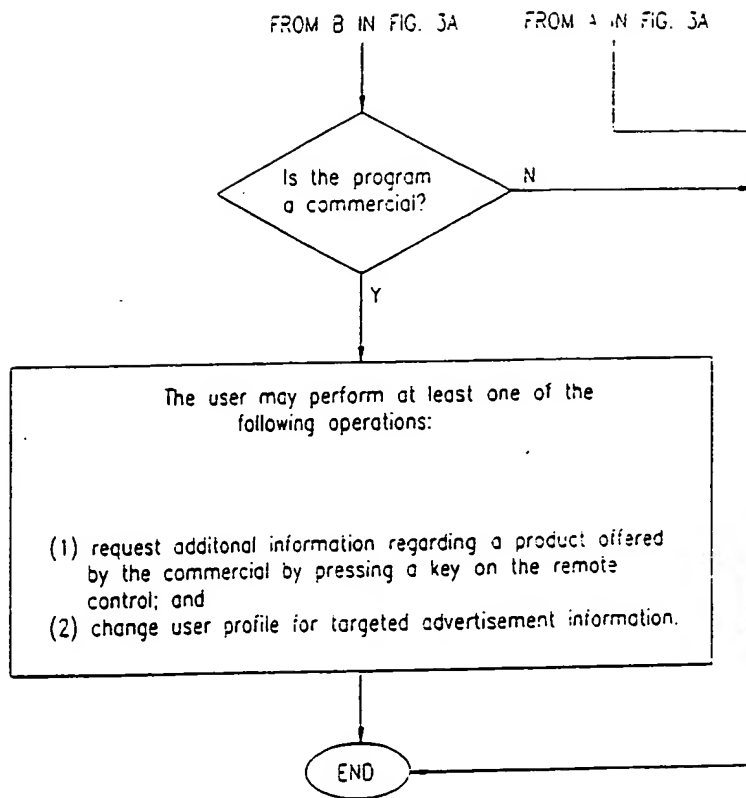 FROM B IN FIG. 3A
FROM A IN FIG. 3A
Is the program
a commercial?
N
Y
The user may perform at least one of the
following operations:
(1) request additonal information regarding a product offered
by the commercial by pressing a key on the remote
control; and
(2) change user profile for targeted advertisement information.
END